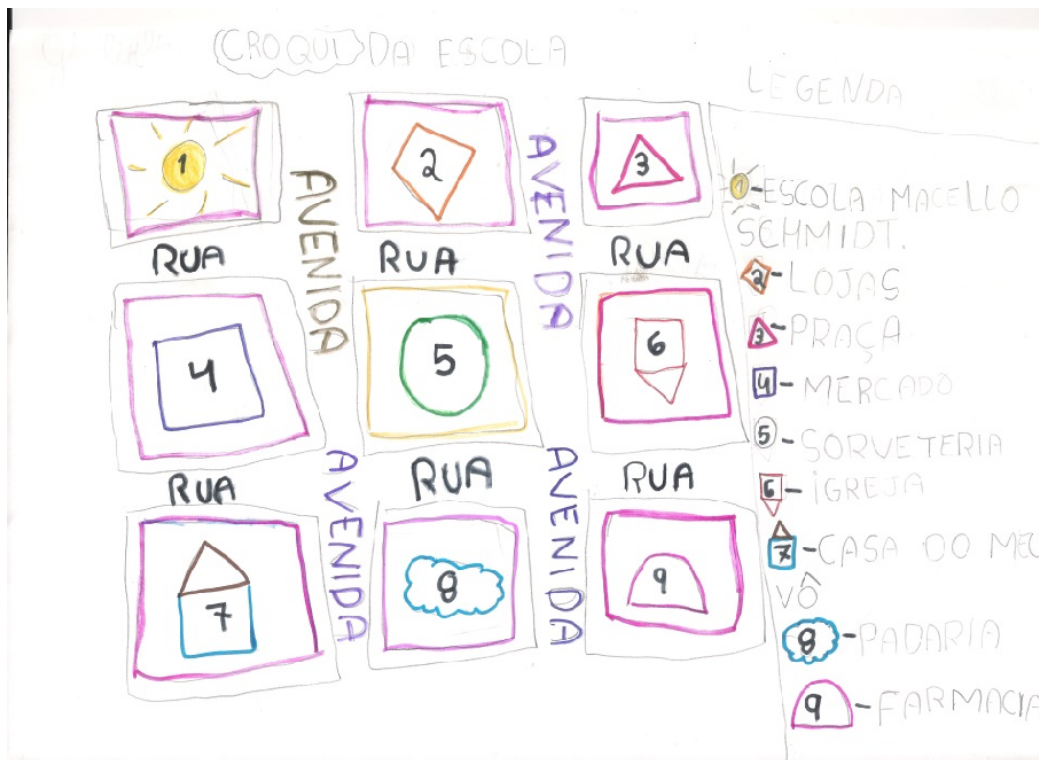 CROQUI DA ESCOLA
LEGENDA
1 2 3
AVENIDA
AVENIDA
RUA RUA RUA
4 5 6
RUA RUA RUA
AVENIDA
AVENIDA
7 8 9
1-ESCOLA MACELLO
SCHMIDT.
2-LOJAS
3-PRAÇA
4-MERCADO
5-SORVETERIA
6-IGREJA
7-CASA DO MEU
VÔ
8-PADARIA
9-FARMACIA